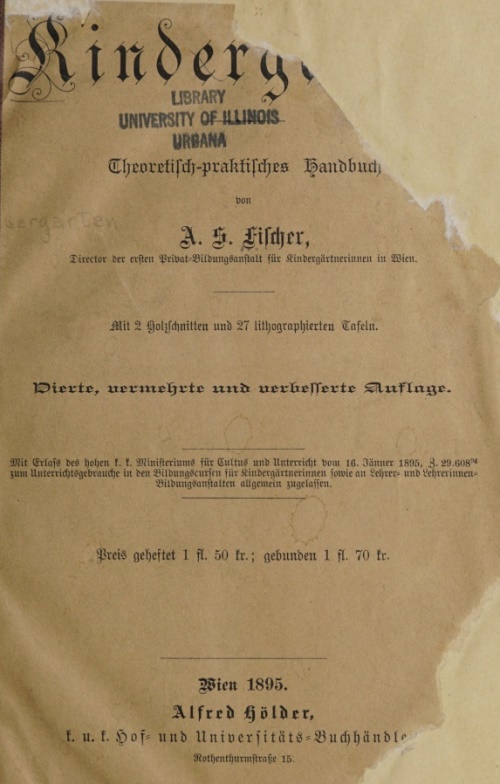 Kinderg
LIBRARY
UNIVERSITY OF ILLINOIS
URBANA
Theoretisch-praktisches Handbuch
von
A. S. Fischer,
Director der ersten Privat-Bildungsanstalt für Kindergärtnerinnen in Wien.
Mit 2 Holzschnitten und 27 lithographierten Tafeln.
Vierte, vermehrte und verbesserte Auflage.
Mit Erlass des hohen k. k. Ministeriums für Cultus und Unterricht vom 16. Jänner 1895, Z. 29.608⁹⁴
zum Unterrichtsgebrauche in den Bildungscursen für Kindergärtnerinnen sowie an Lehrer- und Lehrerinnen-
Bildungsanstalten allgemein zugelassen.
Preis geheftet 1 fl. 50 kr.; gebunden 1 fl. 70 kr.
Wien 1895.
Alfred Hölder,
k. u. k. Hof- und Universitäts-Buchhändle
Rothenthurmstraße 15.